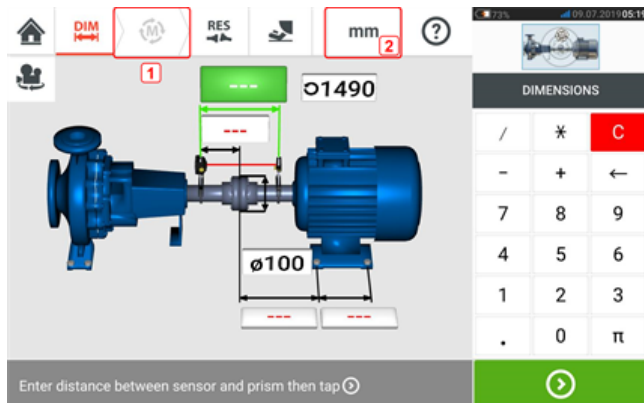 73% 09.07.2019 05:19
DIM
M
RES
mm
?
1
2
---
1490
---
ø100
--- ---
DIMENSIONS
/ * C
− + ←
7 8 9
4 5 6
1 2 3
. 0 π
Enter distance between sensor and prism then tap